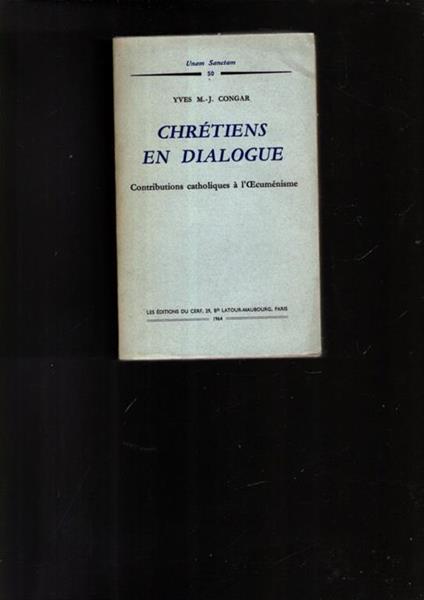 Unam Sanctam
50
YVES M.-J. CONGAR
CHRÉTIENS
EN DIALOGUE
Contributions catholiques à l'Œcuménisme
LES ÉDITIONS DU CERF, 29, Bd LATOUR-MAUBOURG, PARIS
1964